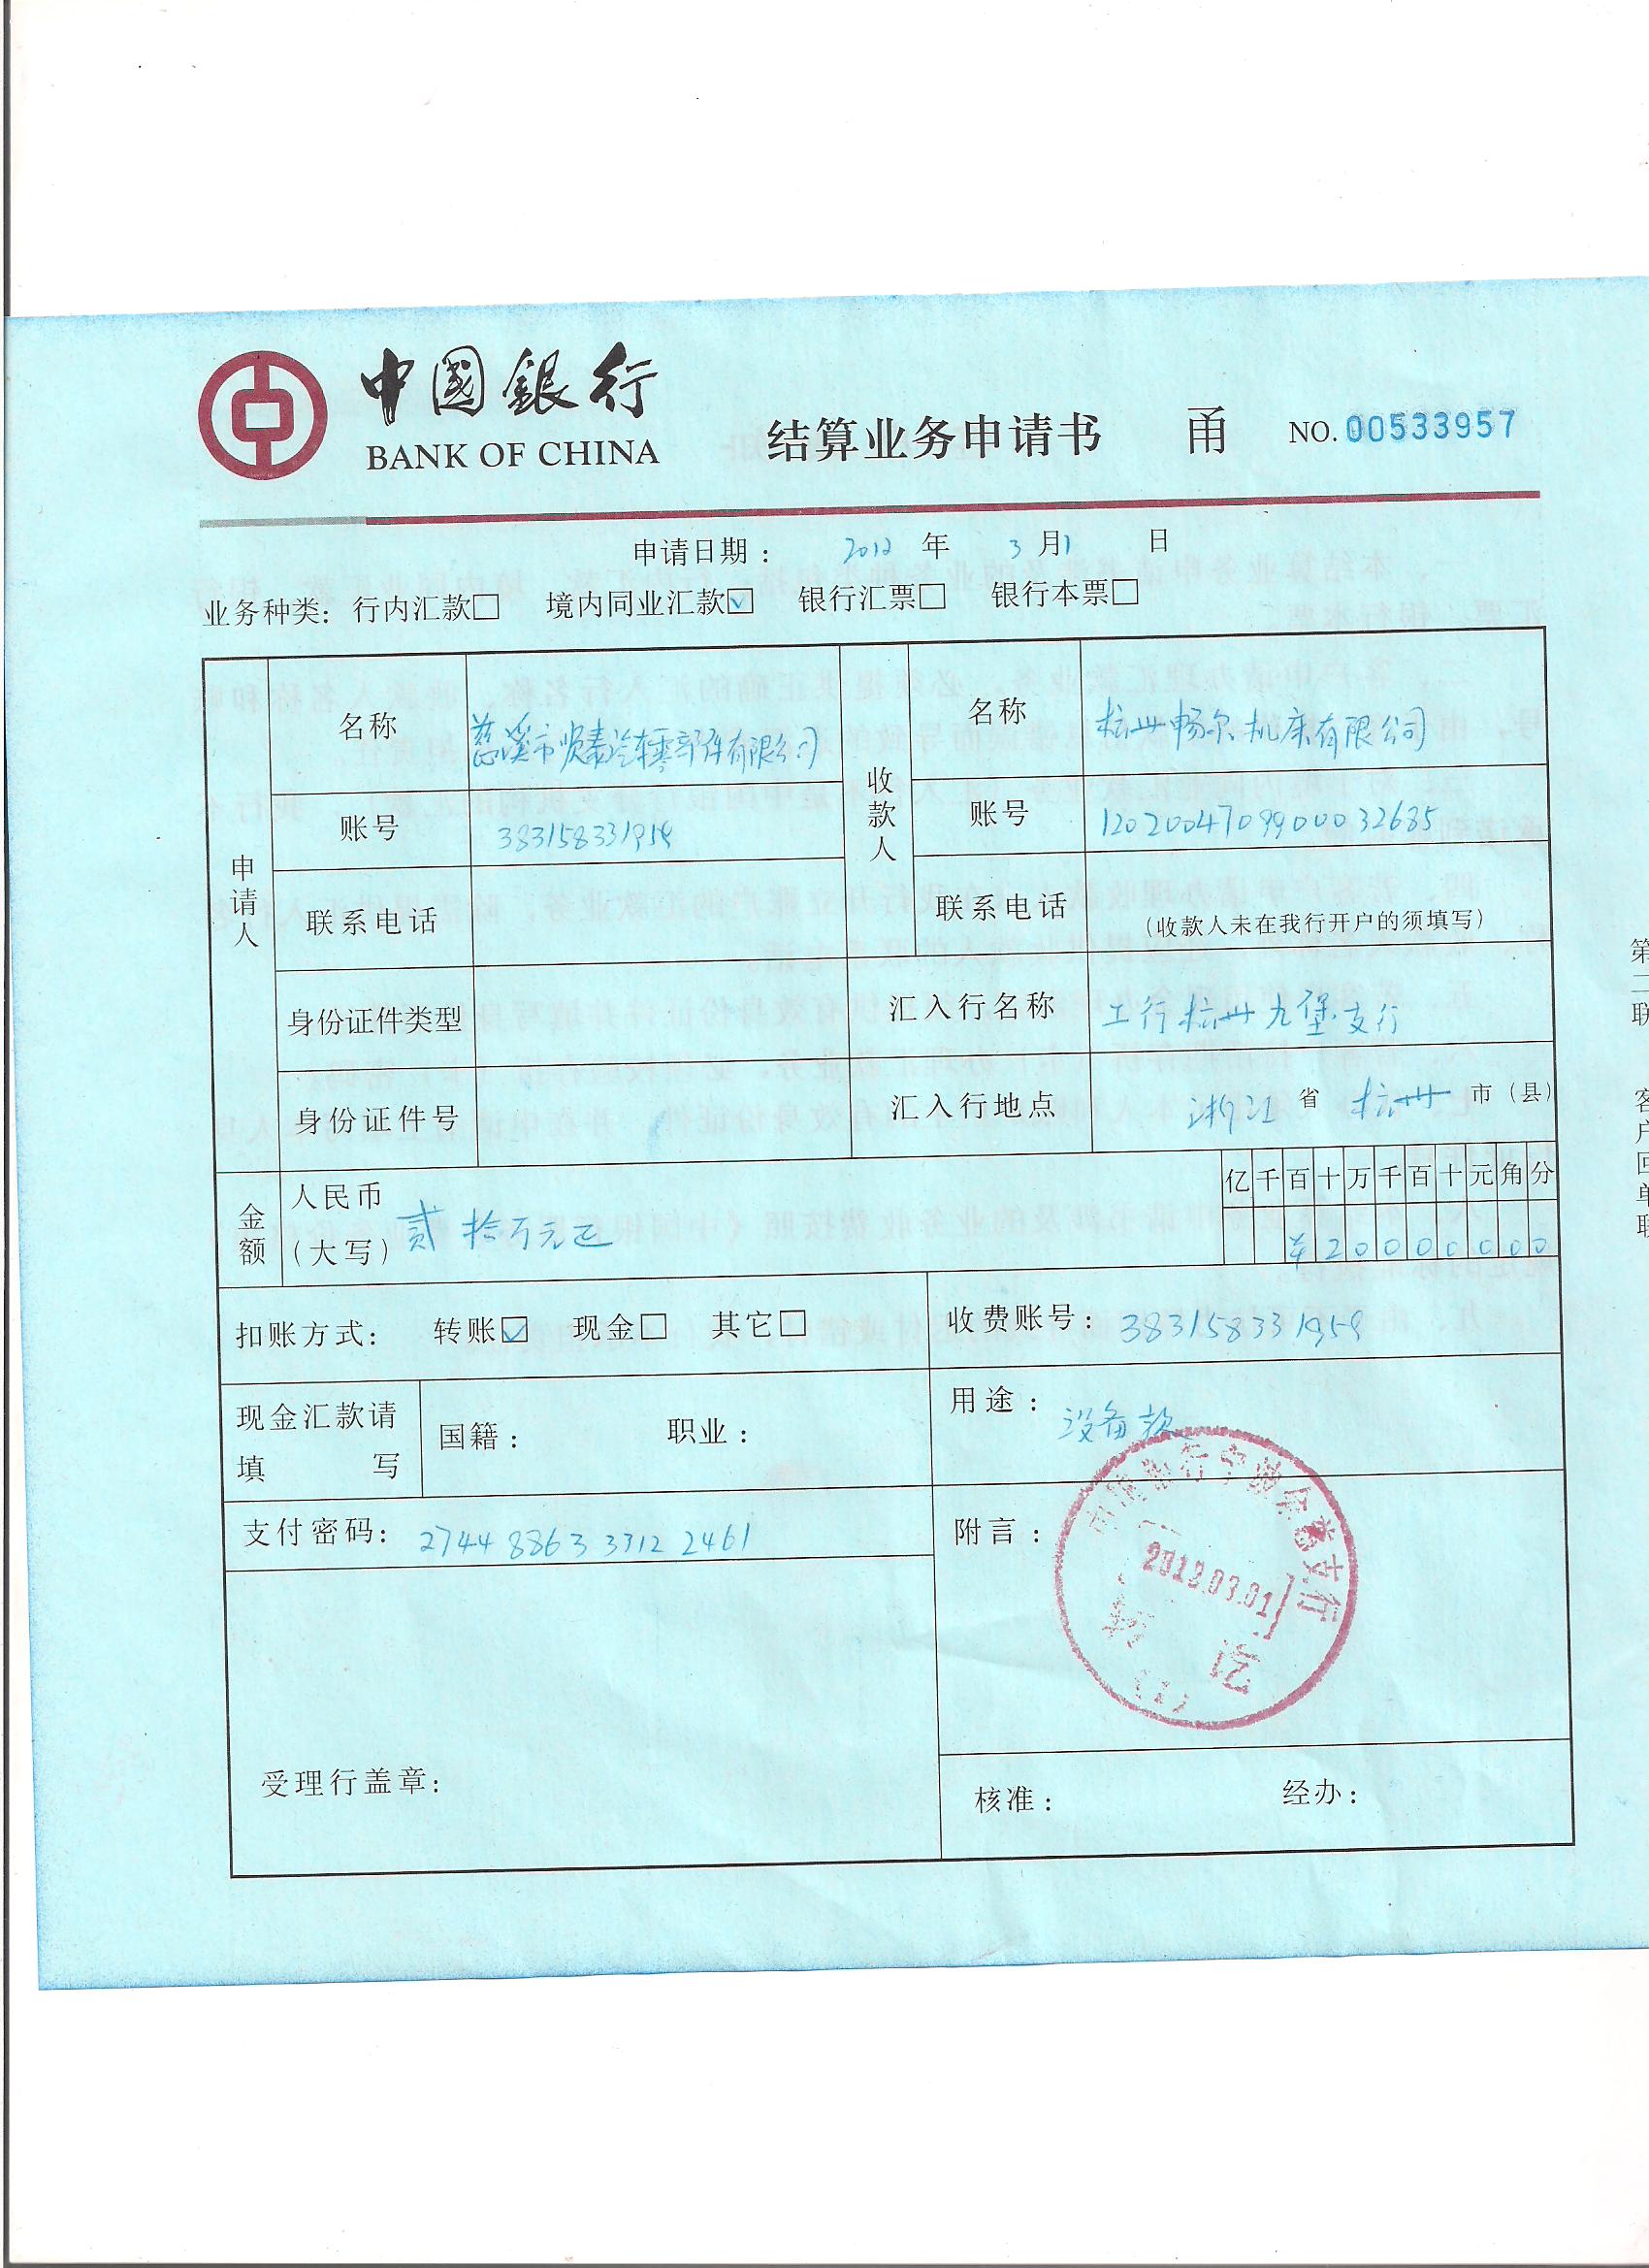 中國銀行
BANK OF CHINA
结算业务申请书 甬 NO.00533957
申请日期: 2012 年 3 月 1 日
业务种类: 行内汇款□ 境内同业汇款☑ 银行汇票□ 银行本票□
申请人
名称 慈溪市 汽车零部件有限公司
账号 383158331959
联系电话
身份证件类型
身份证件号
收款人
名称 杭州畅尔机床有限公司
账号 1202004709900032685
联系电话 (收款人未在我行开户的须填写)
汇入行名称 工行杭州九堡支行
汇入行地点 浙江 省 杭州 市(县)
金额
人民币
(大写) 贰拾万元正
亿 千 百 十 万 千 百 十 元 角 分
¥ 2 0 0 0 0 0 0 0
扣账方式: 转账☑ 现金□ 其它□
收费账号: 383158331959
现金汇款请
填 写
国籍: 职业:
用途: 设备款
支付密码: 2744 8863 3312 2461
附言:
中国银行宁波 支行
2012.03.01
受理行盖章:
核准: 经办:
第二联 客户回单联